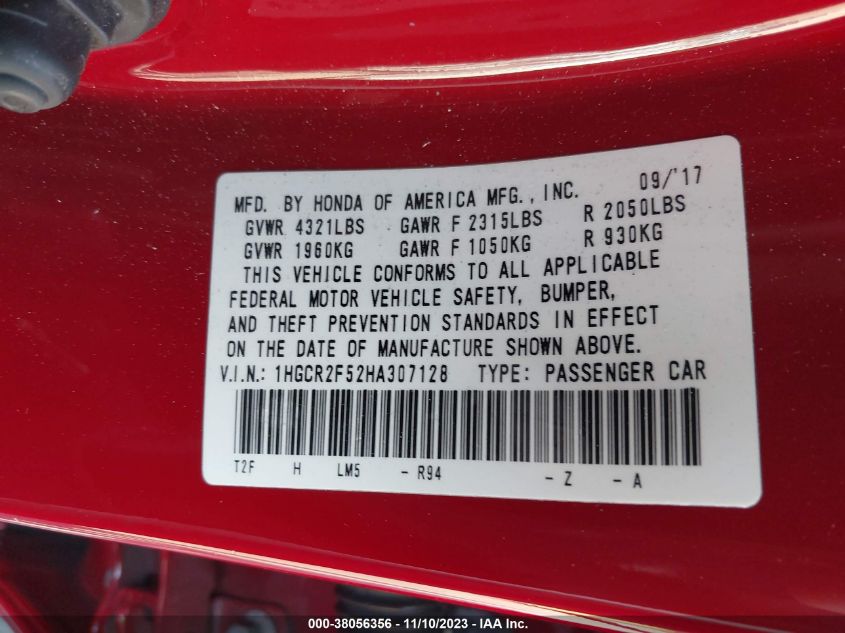 MFD. BY HONDA OF AMERICA MFG., INC. 09/'17
GVWR 4321LBS GAWR F 2315LBS R 2050LBS
GVWR 1960KG GAWR F 1050KG R 930KG
THIS VEHICLE CONFORMS TO ALL APPLICABLE
FEDERAL MOTOR VEHICLE SAFETY, BUMPER,
AND THEFT PREVENTION STANDARDS IN EFFECT
ON THE DATE OF MANUFACTURE SHOWN ABOVE.
V.I.N.: 1HGCR2F52HA307128 TYPE: PASSENGER CAR
T2F H LM5 - R94 - Z - A
000-38056356 - 11/10/2023 - IAAI Inc.